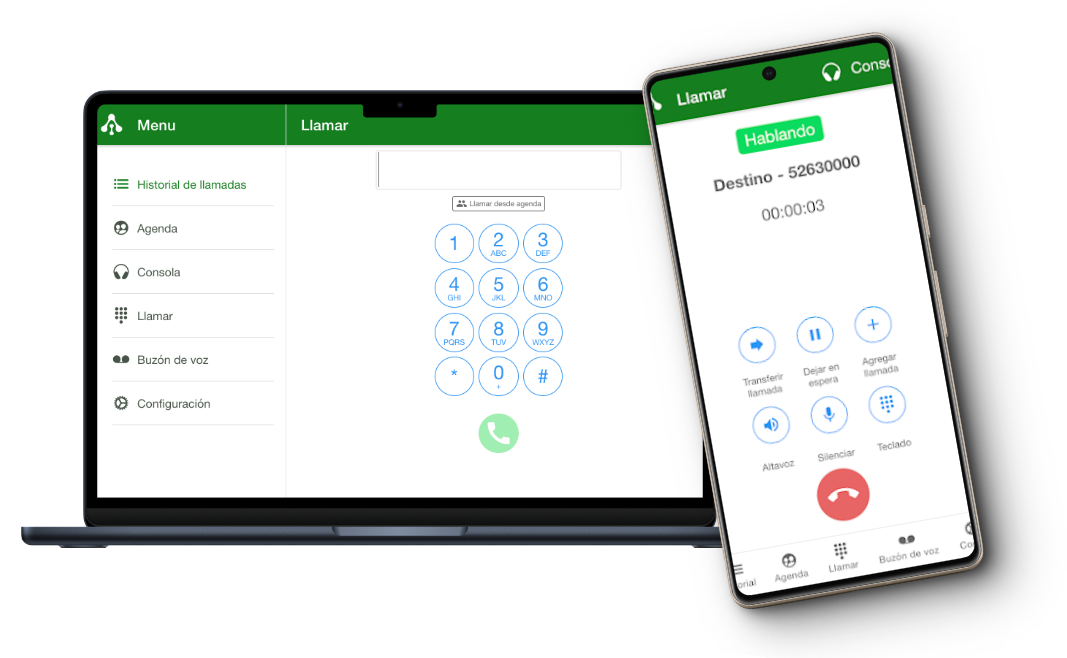 Menu
Llamar
Historial de llamadas
Agenda
Consola
Llamar
Buzón de voz
Configuración
Llamar desde agenda
1
2
ABC
3
DEF
4
GHI
5
JKL
6
MNO
7
PQRS
8
TUV
9
WXYZ
*
0
+
#
Llamar
Conso
Hablando
Destino - 52630000
00:00:03
Transferir
llamada
Dejar en
espera
Agregar
llamada
Altavoz
Silenciar
Teclado
orial
Agenda
Llamar
Buzón de voz
Co